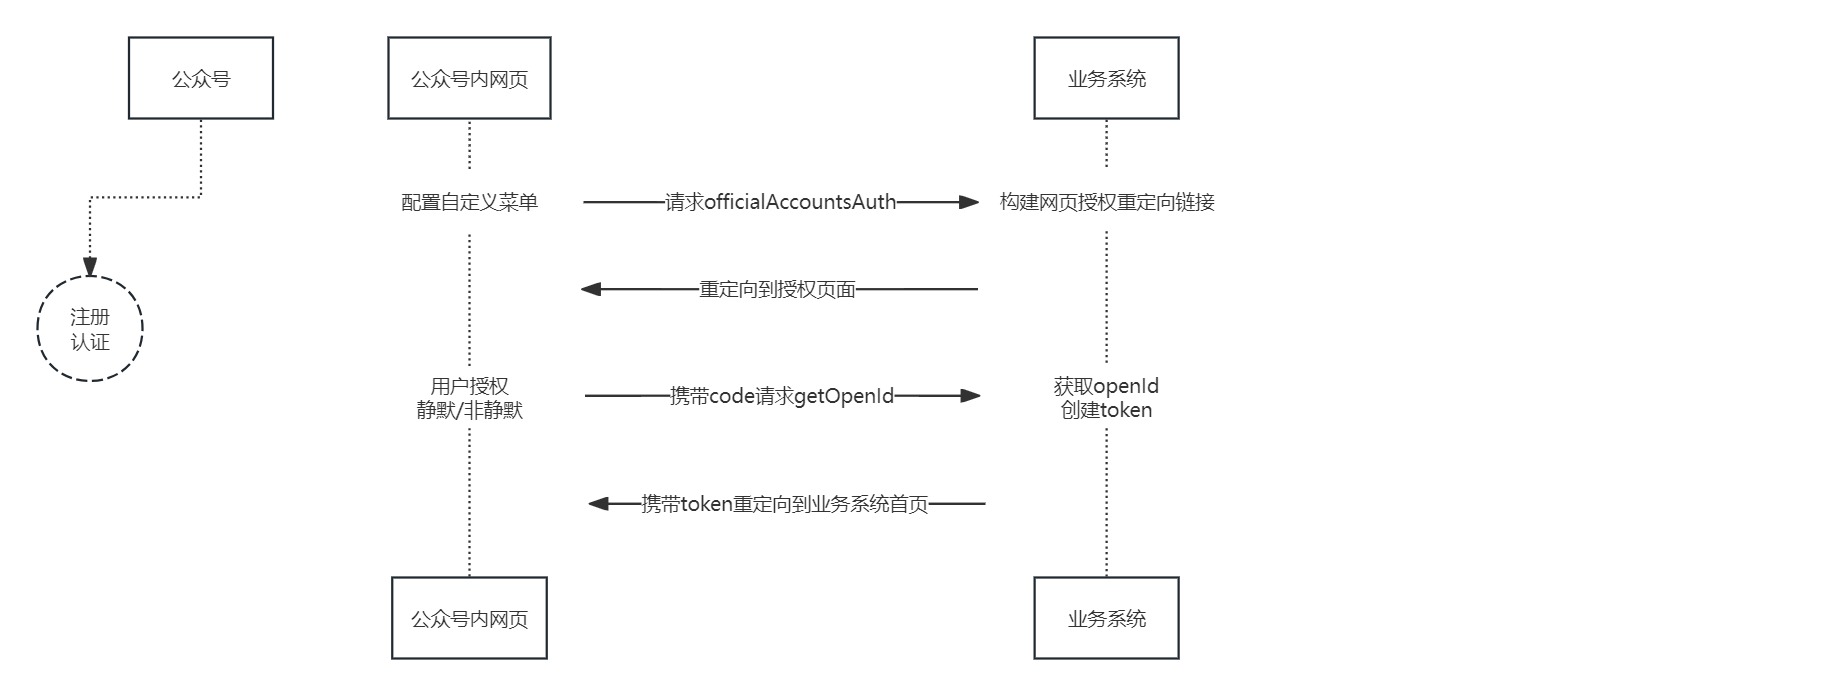 公众号
公众号内网页
业务系统
配置自定义菜单
请求officialAccountsAuth
构建网页授权重定向链接
重定向到授权页面
注册
认证
用户授权
静默/非静默
携带code请求getOpenId
获取openId
创建token
携带token重定向到业务系统首页
公众号内网页
业务系统